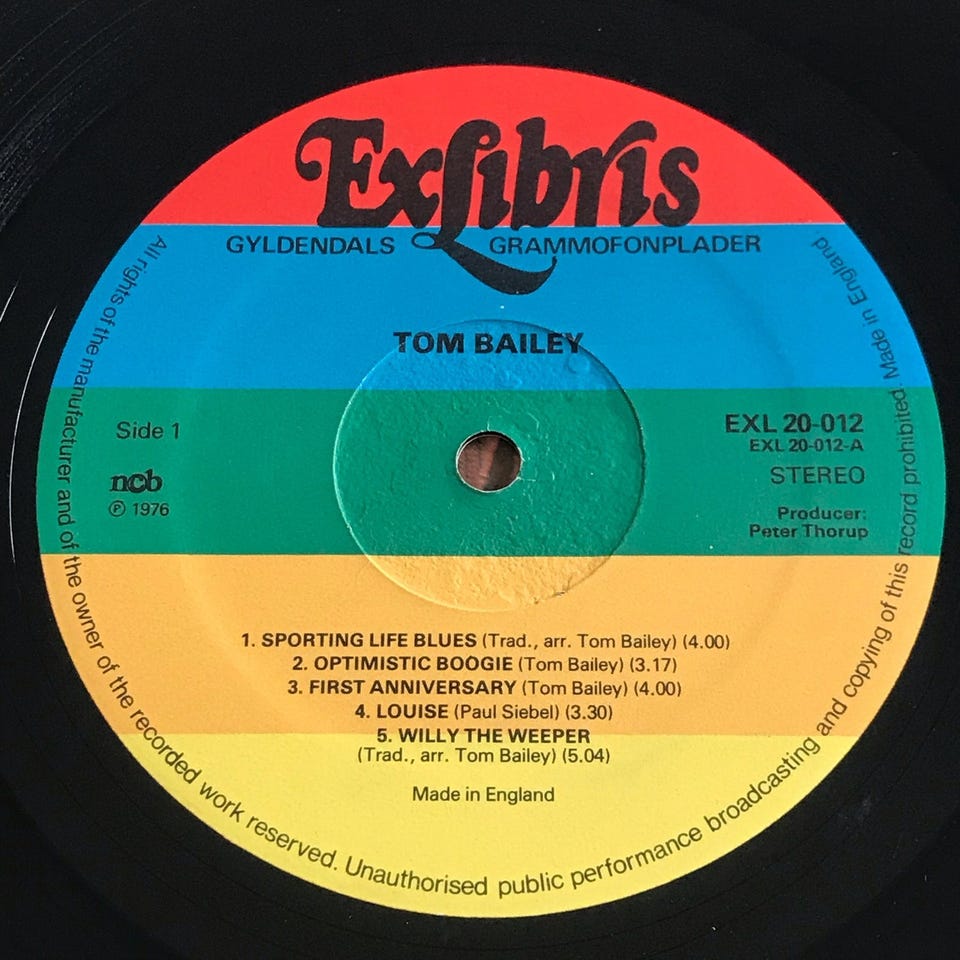 ExLibris
GYLDENDALS GRAMMOFONPLADER
TOM BAILEY
Side 1
ncb
℗ 1976
EXL 20-012
EXL 20-012-A
STEREO
Producer:
Peter Thorup
1. SPORTING LIFE BLUES (Trad., arr. Tom Bailey) (4.00)
2. OPTIMISTIC BOOGIE (Tom Bailey) (3.17)
3. FIRST ANNIVERSARY (Tom Bailey) (4.00)
4. LOUISE (Paul Siebel) (3.30)
5. WILLY THE WEEPER
(Trad., arr. Tom Bailey) (5.04)
Made in England
All rights of the manufacturer and of the owner of the recorded work reserved. Unauthorised public performance broadcasting and copying of this record prohibited. Made in England.